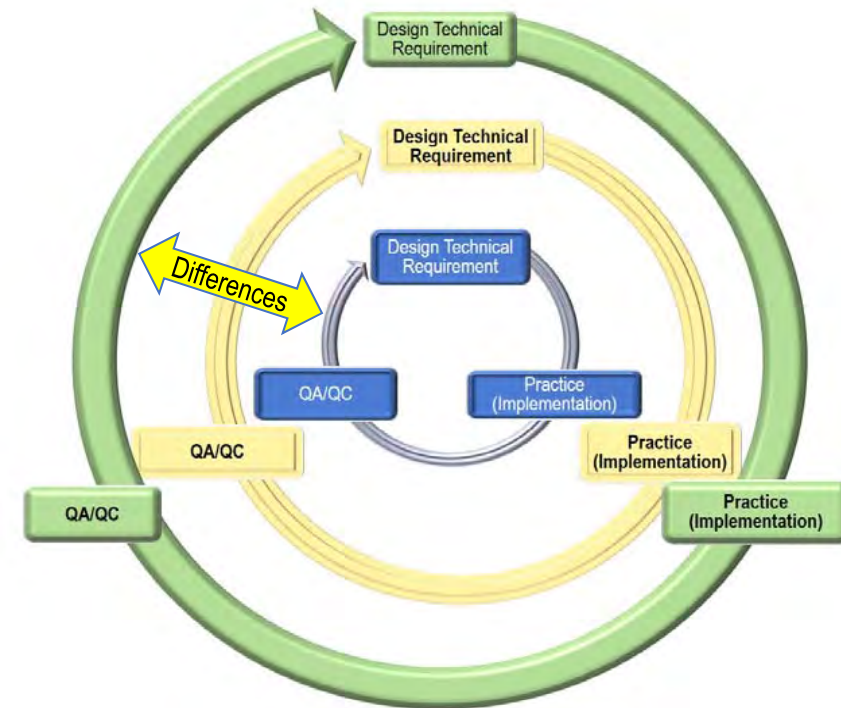 Design Technical
Requirement
Design Technical
Requirement
Design Technical
Requirement
Differences
QA/QC
Practice
(Implementation)
QA/QC
Practice
(Implementation)
QA/QC
Practice
(Implementation)